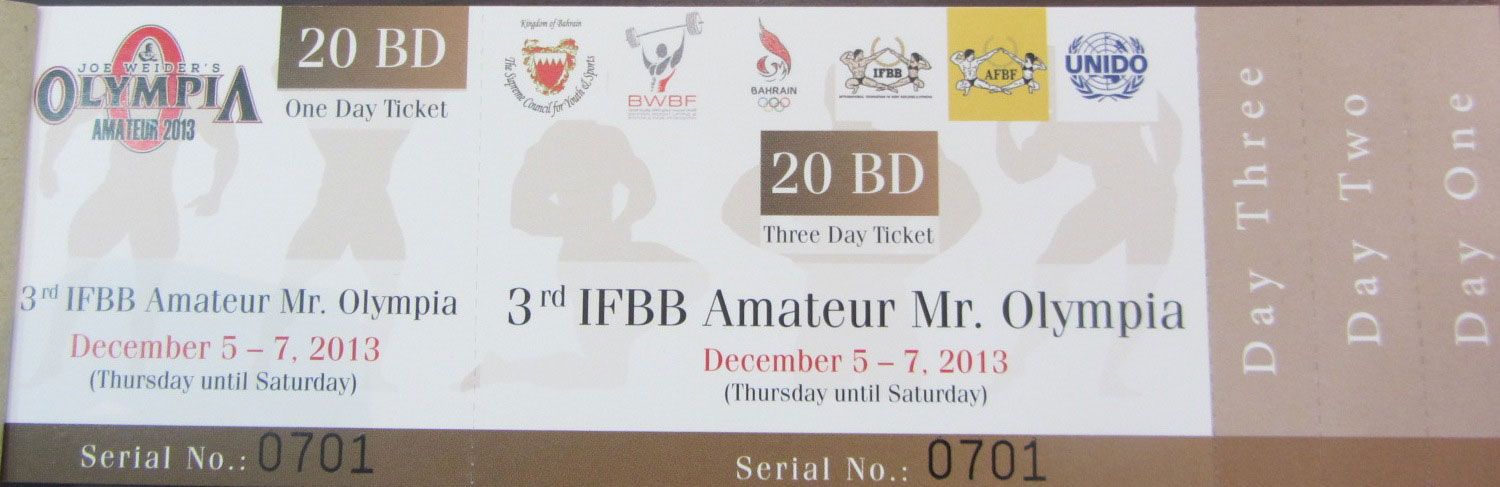 JOE WEIDER'S
OLYMPIA
AMATEUR 2013
20 BD
One Day Ticket
3rd IFBB Amateur Mr. Olympia
December 5 – 7, 2013
(Thursday until Saturday)
Serial No.: 0701
Kingdom of Bahrain
The Supreme Council for Youth & Sports
BWBF
BAHRAIN
IFBB
AFBF
UNIDO
20 BD
Three Day Ticket
3rd IFBB Amateur Mr. Olympia
December 5 – 7, 2013
(Thursday until Saturday)
Serial No.: 0701
Day Three
Day Two
Day One